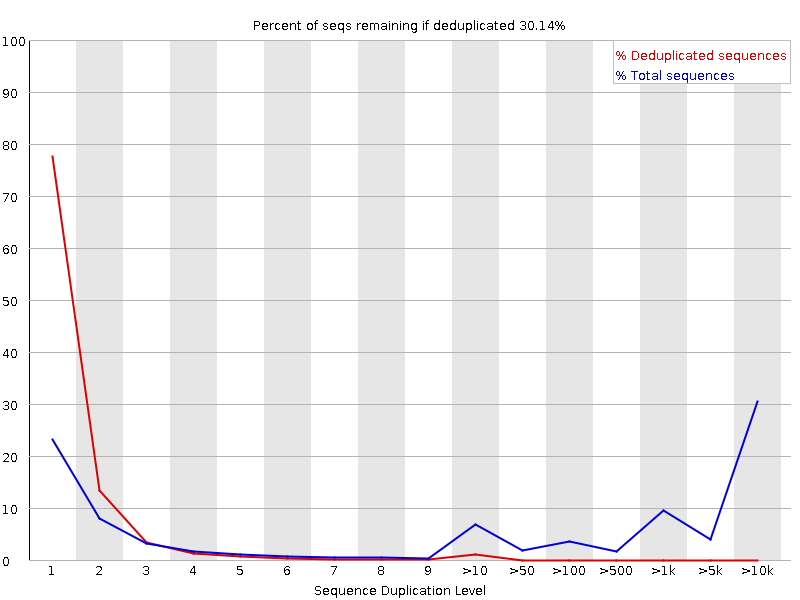 Percent of seqs remaining if deduplicated 30.14%
% Deduplicated sequences
% Total sequences
100
90
80
70
60
50
40
30
20
10
0
1 2 3 4 5 6 7 8 9 >10 >50 >100 >500 >1k >5k >10k
Sequence Duplication Level